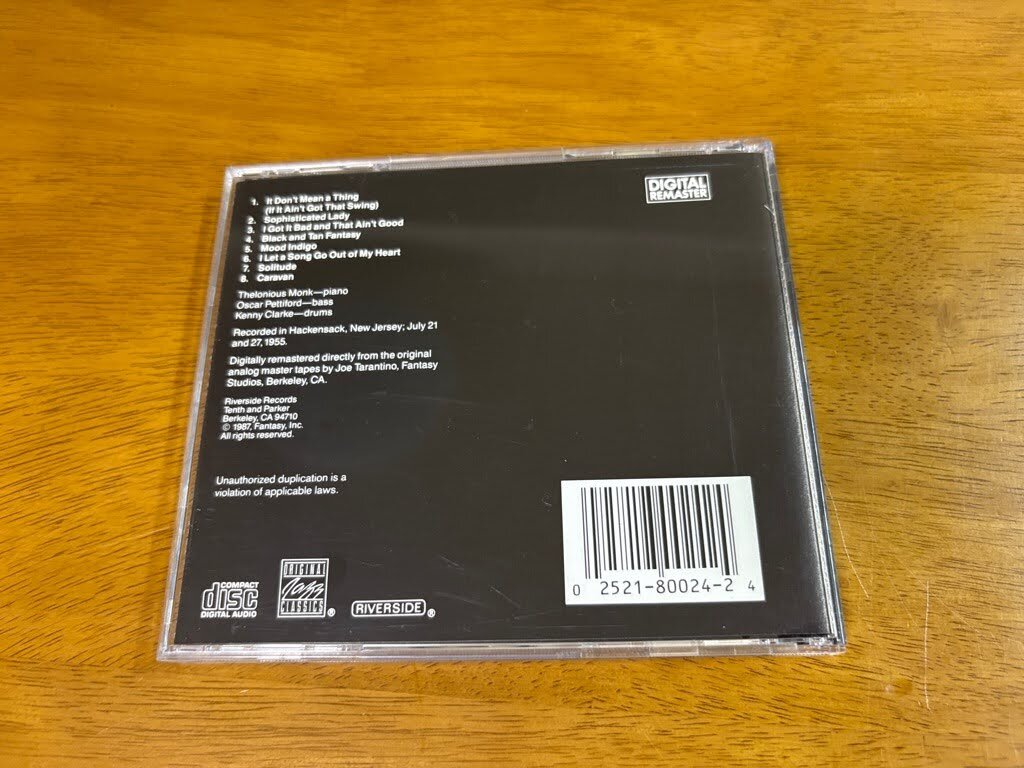 DIGITAL
REMASTER
1. It Don't Mean a Thing
(If It Ain't Got That Swing)
2. Sophisticated Lady
3. I Got It Bad and That Ain't Good
4. Black and Tan Fantasy
5. Mood Indigo
6. I Let a Song Go Out of My Heart
7. Solitude
8. Caravan
Thelonious Monk—piano
Oscar Pettiford—bass
Kenny Clarke—drums
Recorded in Hackensack, New Jersey; July 21
and 27, 1955.
Digitally remastered directly from the original
analog master tapes by Joe Tarantino, Fantasy
Studios, Berkeley, CA.
Riverside Records
Tenth and Parker
Berkeley, CA 94710
© 1987, Fantasy, Inc.
All rights reserved.
Unauthorized duplication is a
violation of applicable laws.
COMPACT
disc
DIGITAL AUDIO
ORIGINAL
Jazz
CLASSICS ®
RIVERSIDE ®
0 2521-80024-2 4